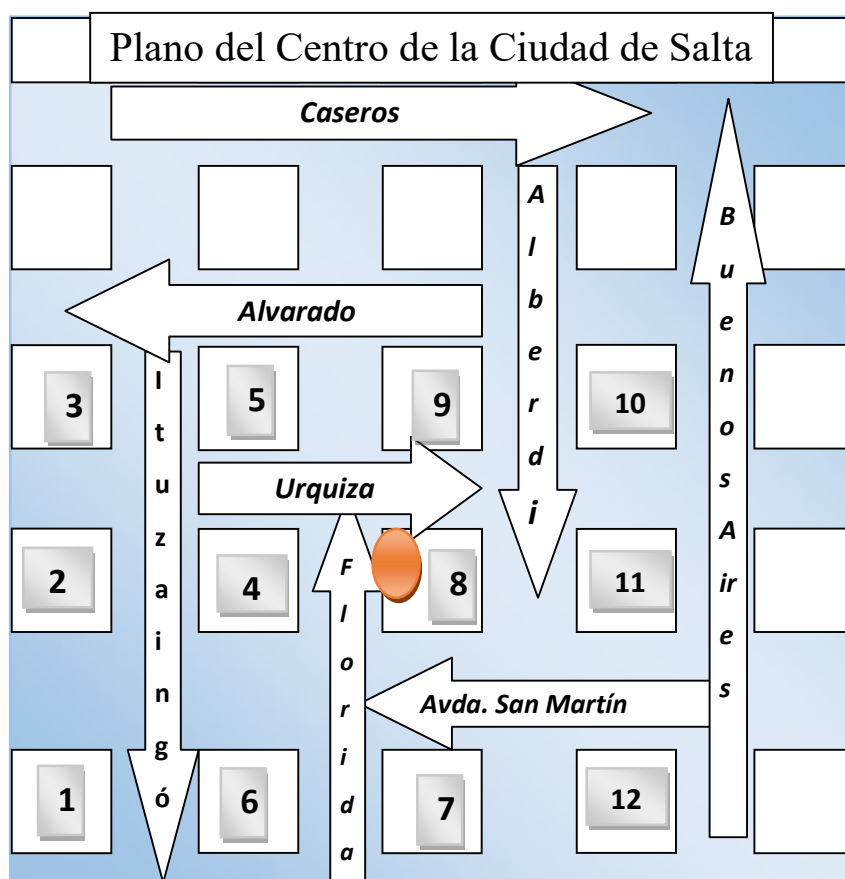 Plano del Centro de la Ciudad de Salta
Caseros
Alberdi
Buenos Aires
Alvarado
Ituzaingó
3
5
9
10
Urquiza
2
4
Florida
8
11
Avda. San Martín
1
6
7
12